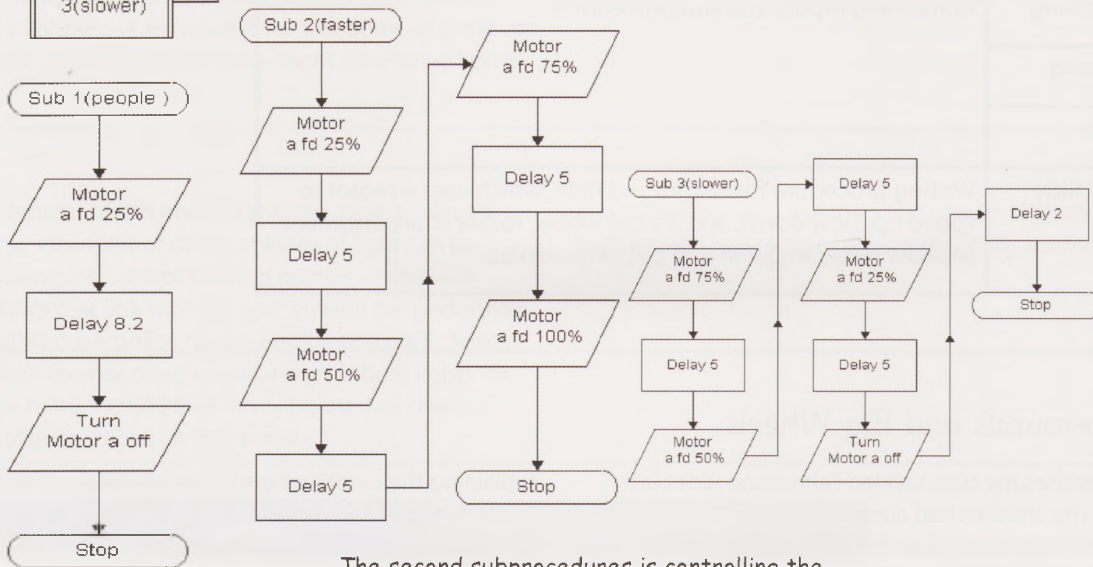 3(slower)
Sub 1(people )
Motor
a fd 25%
Delay 8.2
Turn
Motor a off
Stop
Sub 2(faster)
Motor
a fd 25%
Delay 5
Motor
a fd 50%
Delay 5
Motor
a fd 75%
Delay 5
Motor
a fd 100%
Stop
Sub 3(slower)
Motor
a fd 75%
Delay 5
Motor
a fd 50%
Delay 5
Motor
a fd 25%
Delay 5
Turn
Motor a off
Delay 2
Stop
The second subprocedures is controlling the